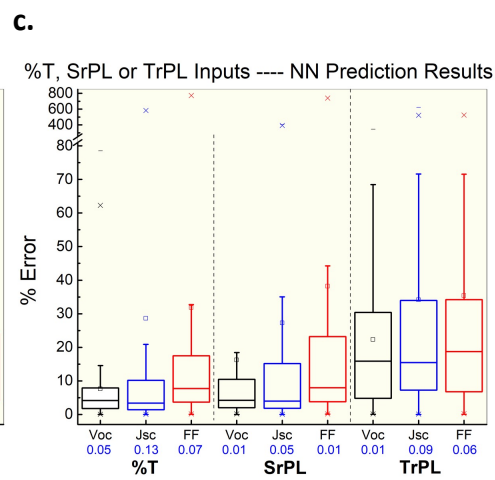 c.
%T, SrPL or TrPL Inputs ---- NN Prediction Results
800
600
400
80
70
60
50
40
30
20
10
0
% Error
Voc Jsc FF Voc Jsc FF Voc Jsc FF
0.05 0.13 0.07 0.01 0.05 0.01 0.01 0.09 0.06
%T SrPL TrPL